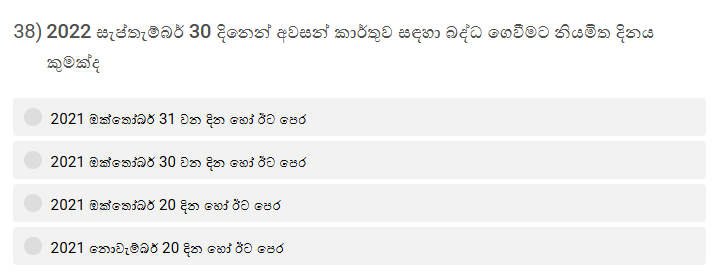 38) 2022 සැප්තැම්බර් 30 දිනෙන් අවසන් කාර්තුව සඳහා බද්ධ ගෙවීමට නියමිත දිනය
කුමක්ද
2021 ඔක්තෝබර් 31 වන දින හෝ ඊට පෙර
2021 ඔක්තෝබර් 30 වන දින හෝ ඊට පෙර
2021 ඔක්තෝබර් 20 දින හෝ ඊට පෙර
2021 නොවැම්බර් 20 දින හෝ ඊට පෙර